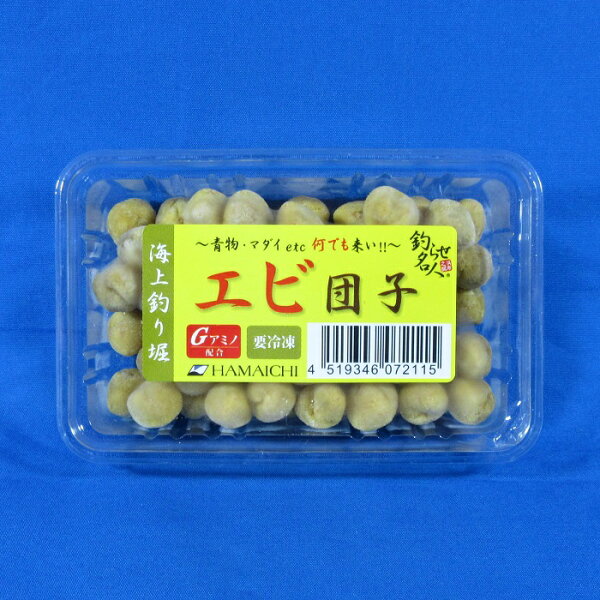 海上釣り堀
～青物・マダイetc何でも来い!!～
釣らせ名人
エビ団子
Gアミノ
配合
要冷凍
HAMAICHI
4 519346 072115